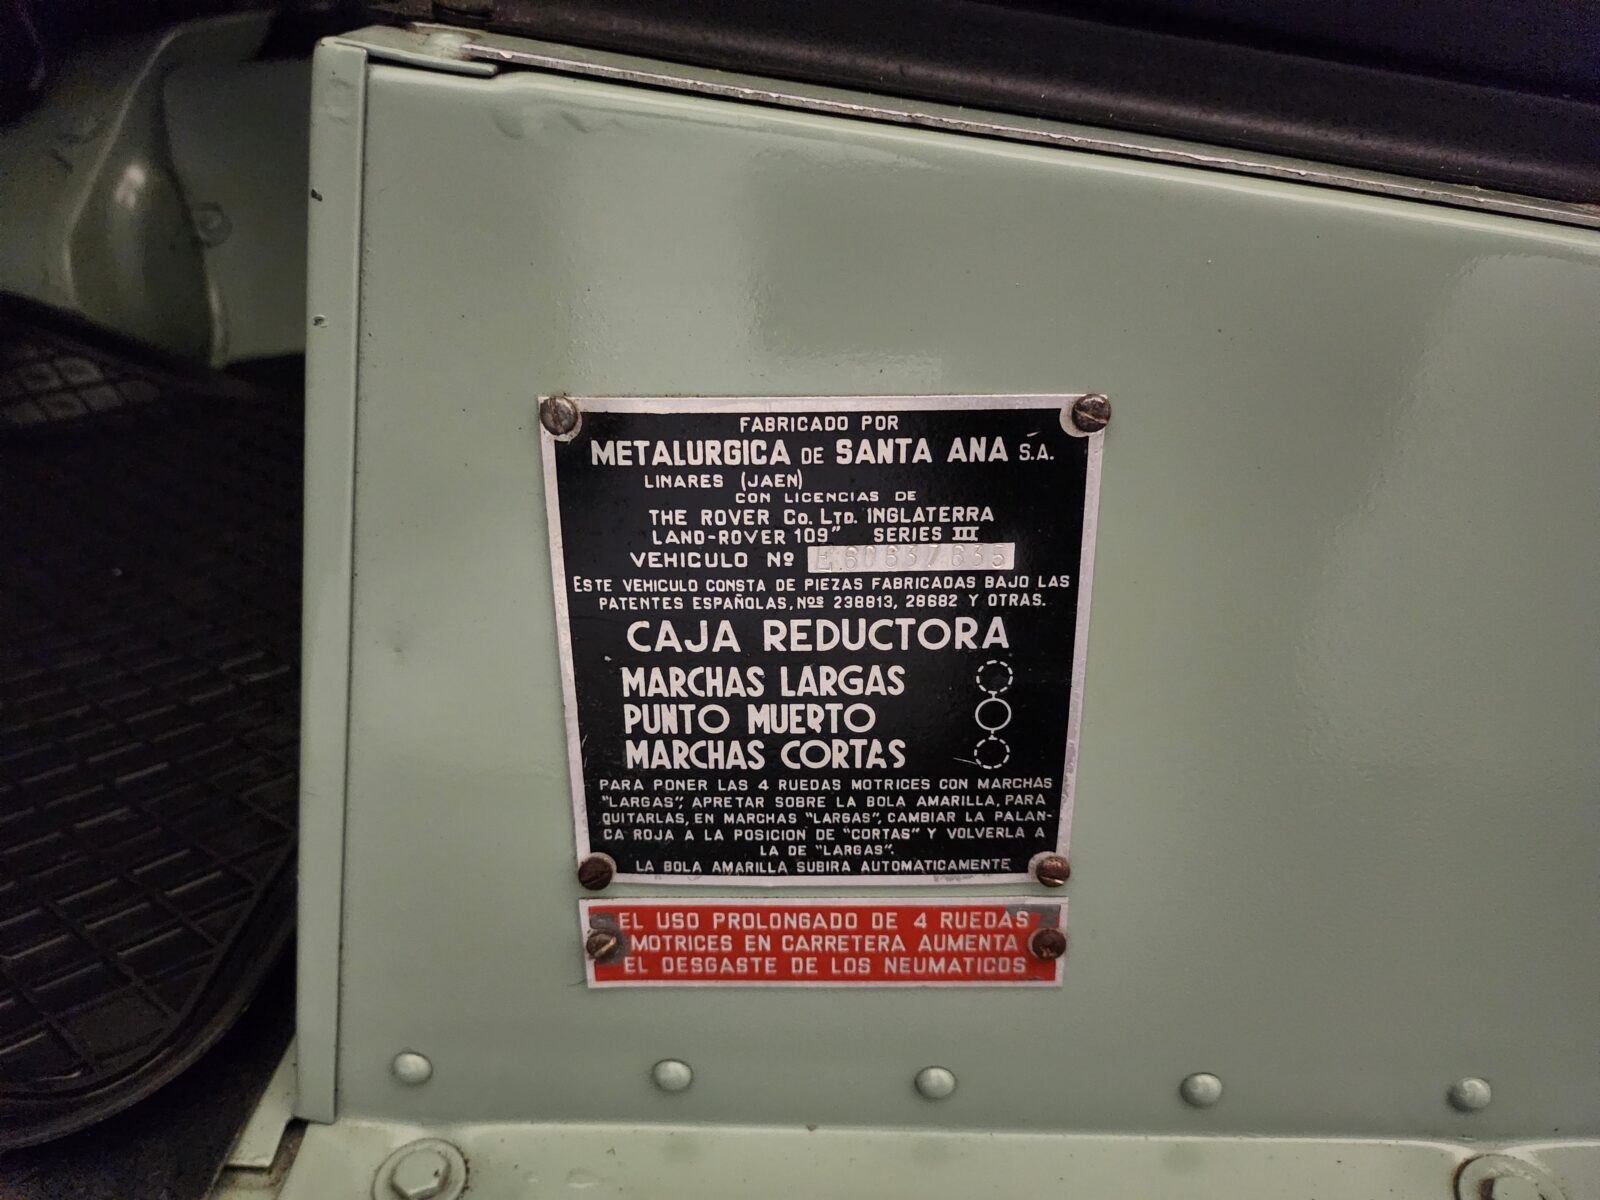 FABRICADO POR
METALURGICA DE SANTA ANA S.A.
LINARES (JAEN)
CON LICENCIAS DE
THE ROVER Co. LTD. INGLATERRA
LAND-ROVER 109" SERIES III
VEHICULO Nº
ESTE VEHICULO CONSTA DE PIEZAS FABRICADAS BAJO LAS
PATENTES ESPAÑOLAS, Nos 238813, 28682 Y OTRAS.
CAJA REDUCTORA
MARCHAS LARGAS
PUNTO MUERTO
MARCHAS CORTAS
PARA PONER LAS 4 RUEDAS MOTRICES CON MARCHAS
"LARGAS", APRETAR SOBRE LA BOLA AMARILLA, PARA
QUITARLAS, EN MARCHAS "LARGAS", CAMBIAR LA PALAN-
CA ROJA A LA POSICION DE "CORTAS" Y VOLVERLA A
LA DE "LARGAS".
LA BOLA AMARILLA SUBIRA AUTOMATICAMENTE
EL USO PROLONGADO DE 4 RUEDAS
MOTRICES EN CARRETERA AUMENTA
EL DESGASTE DE LOS NEUMATICOS